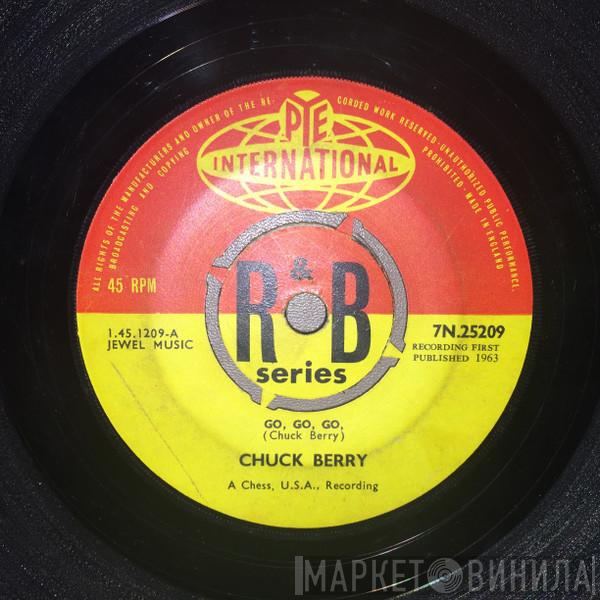 ALL RIGHTS OF THE MANUFACTURERS AND OWNER OF THE RE-
CORDED WORK RESERVED·UNAUTHORIZED PUBLIC PERFORMANCE,
BROADCASTING AND COPYING
PROHIBITED·MADE IN ENGLAND
PYE
INTERNATIONAL
45 RPM
R & B
series
1.45.1209-A
JEWEL MUSIC
7N.25209
RECORDING FIRST
PUBLISHED 1963
GO, GO, GO,
(Chuck Berry)
CHUCK BERRY
A Chess, U.S.A., Recording
МАРКЕТ ВИНИЛА